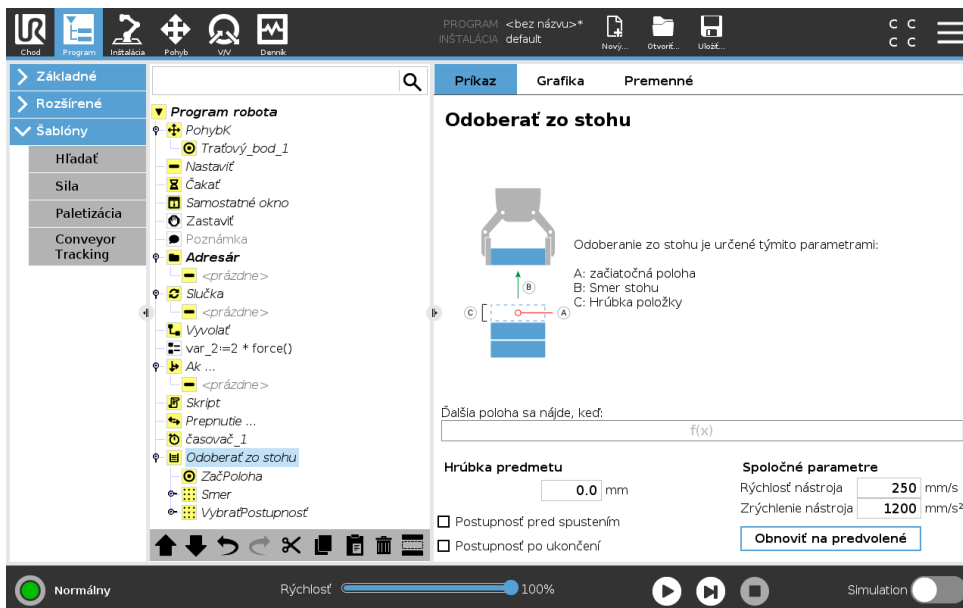 PROGRAM <bez názvu>*
INŠTALÁCIA default
Chod
Program
Inštalácia
Pohyb
V/V
Denník
Nový...
Otvoriť...
Uložiť...
C C
C C
Základné
Rozšírené
Šablóny
Hľadať
Sila
Paletizácia
Conveyor
Tracking
Program robota
PohybK
Traťový_bod_1
Nastaviť
Čakať
Samostatné okno
Zastaviť
Poznámka
Adresár
<prázdne>
Slučka
<prázdne>
Vyvolať
var_2≔2 * force()
Ak ...
<prázdne>
Skript
Prepnutie ...
časovač_1
Odoberať zo stohu
ZačPoloha
Smer
VybraťPostupnosť
Príkaz
Grafika
Premenné
Odoberať zo stohu
B
C
A
Odoberanie zo stohu je určené týmito parametrami:
A: začiatočná poloha
B: Smer stohu
C: Hrúbka položky
Ďalšia poloha sa nájde, keď:
f(x)
Hrúbka predmetu
0.0 mm
Postupnosť pred spustením
Postupnosť po ukončení
Spoločné parametre
Rýchlosť nástroja 250 mm/s
Zrýchlenie nástroja 1200 mm/s²
Obnoviť na predvolené
Normálny
Rýchlosť
100%
Simulation